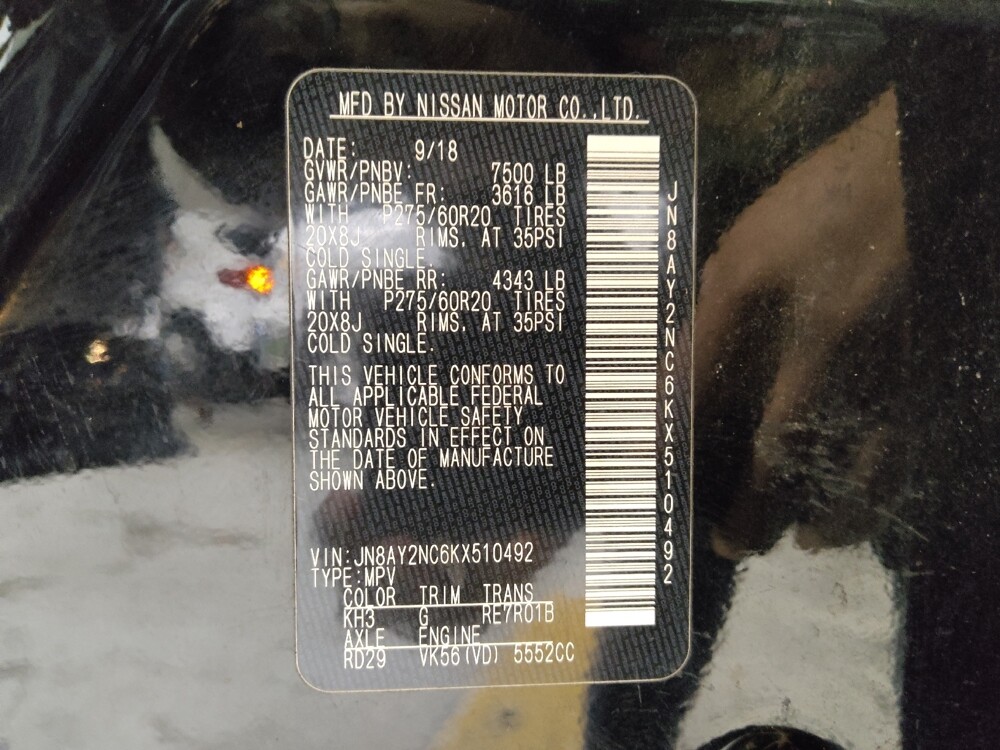 MFD BY NISSAN MOTOR CO.,LTD.
DATE: 9/18
GVWR/PNBV: 7500 LB
GAWR/PNBE FR: 3616 LB
WITH P275/60R20 TIRES
20X8J RIMS. AT 35PSI
COLD SINGLE.
GAWR/PNBE RR: 4343 LB
WITH P275/60R20 TIRES
20X8J RIMS. AT 35PSI
COLD SINGLE.
THIS VEHICLE CONFORMS TO
ALL APPLICABLE FEDERAL
MOTOR VEHICLE SAFETY
STANDARDS IN EFFECT ON
THE DATE OF MANUFACTURE
SHOWN ABOVE.
VIN:JN8AY2NC6KX510492
TYPE:MPV
COLOR TRIM TRANS
KH3 G RE7R01B
AXLE ENGINE
RD29 VK56(VD) 5552CC
JN8AY2NC6KX510492